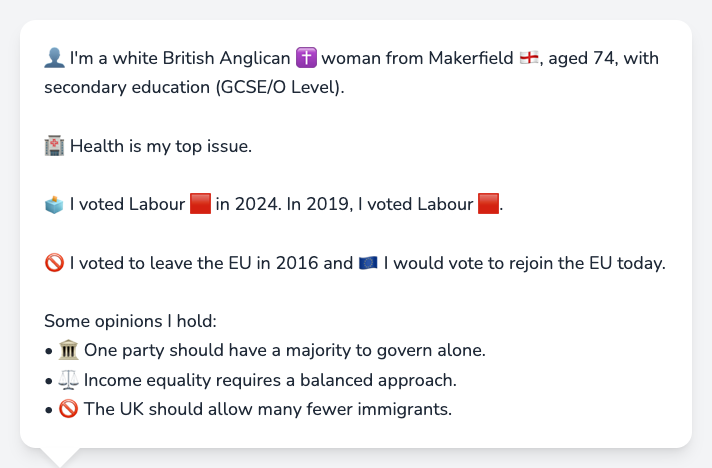 👤 I'm a white British Anglican ✝️ woman from Makerfield 🏴󠁧󠁢󠁥󠁮󠁧󠁿, aged 74, with
secondary education (GCSE/O Level).
🏥 Health is my top issue.
🗳️ I voted Labour 🟥 in 2024. In 2019, I voted Labour 🟥.
🚫 I voted to leave the EU in 2016 and 🇪🇺 I would vote to rejoin the EU today.
Some opinions I hold:
• 🏛️ One party should have a majority to govern alone.
• ⚖️ Income equality requires a balanced approach.
• 🚫 The UK should allow many fewer immigrants.